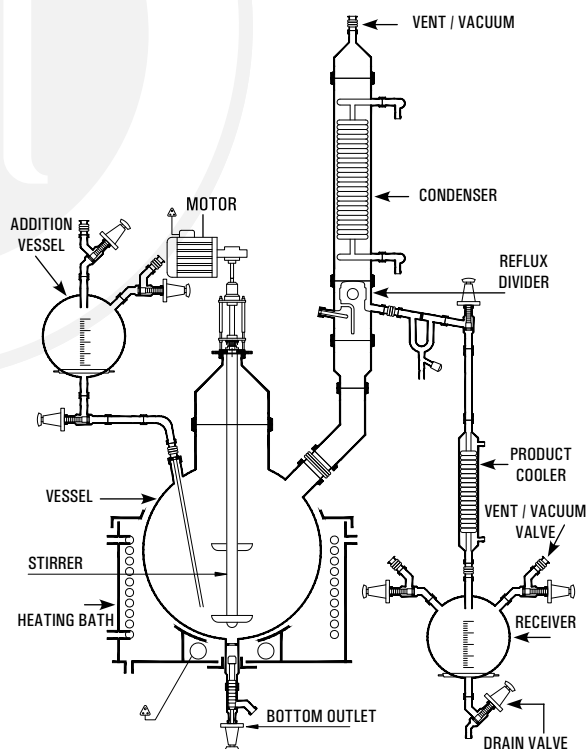 VENT / VACUUM
CONDENSER
MOTOR
ADDITION
VESSEL
REFLUX
DIVIDER
PRODUCT
COOLER
VESSEL
VENT / VACUUM
VALVE
STIRRER
HEATING BATH
RECEIVER
BOTTOM OUTLET
DRAIN VALVE